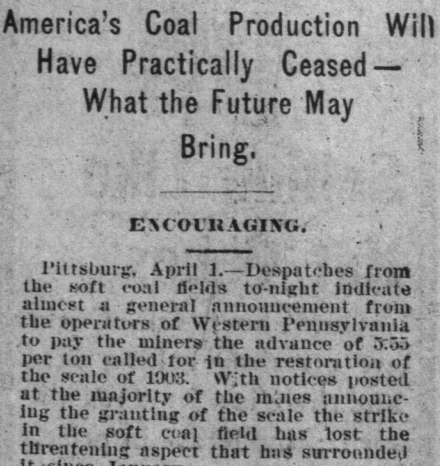 America's Coal Production Will
Have Practically Ceased—
What the Future May
Bring.
ENCOURAGING.
Pittsburg, April 1.—Despatches from
the soft coal fields to-night indicate
almost a general announcement from
the operators of Western Pennsylvania
to pay the miners the advance of 5.55
per ton called for in the restoration of
the scale of 1903. With notices posted
at the majority of the mines announc-
ing the granting of the scale the strike
in the soft coal field has lost the
threatening aspect that has surrounded
it since January